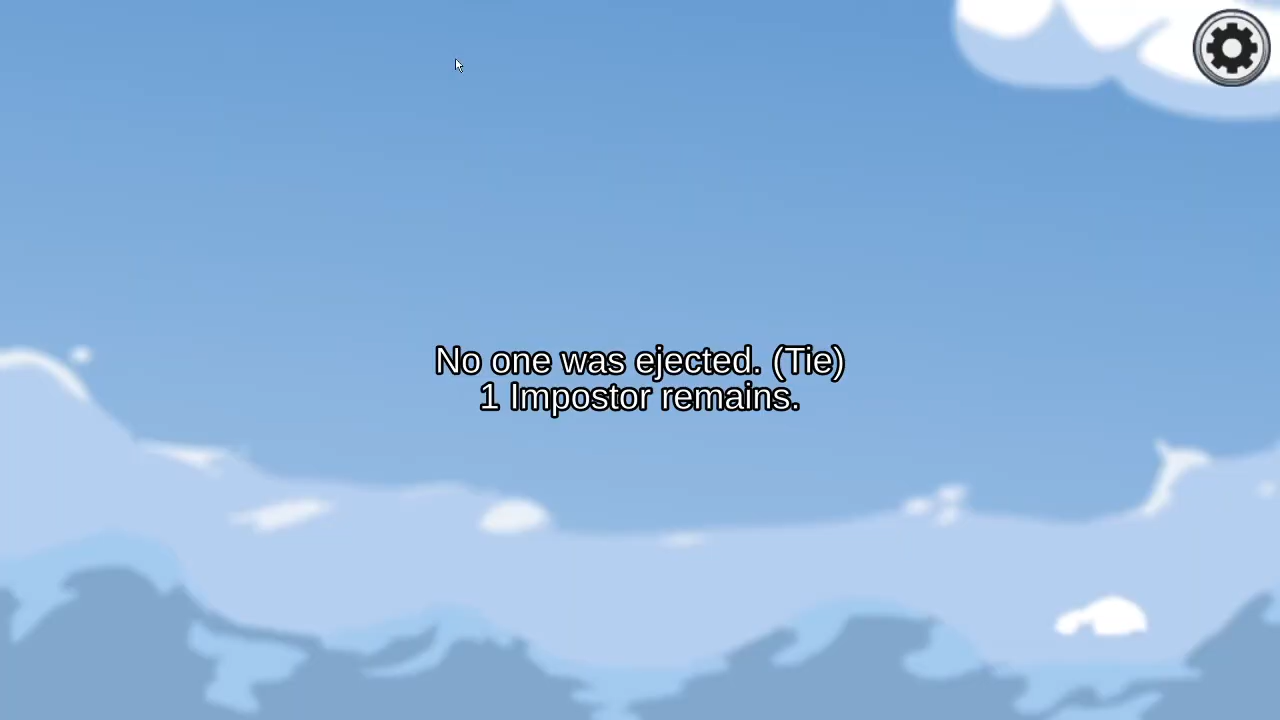 No one was ejected. (Tie)
1 Impostor remains.